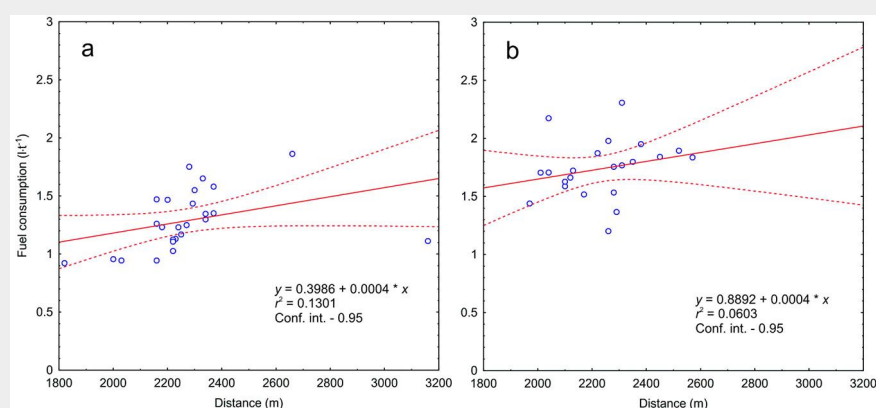 a
b
3
2.5
2
1.5
1
0.5
0
Fuel consumption (l·t⁻¹)
y = 0.3986 + 0.0004 * x
r² = 0.1301
Conf. int. - 0.95
1800 2000 2200 2400 2600 2800 3000 3200
Distance (m)
3
2.5
2
1.5
1
0.5
0
y = 0.8892 + 0.0004 * x
r² = 0.0603
Conf. int. - 0.95
1800 2000 2200 2400 2600 2800 3000 3200
Distance (m)